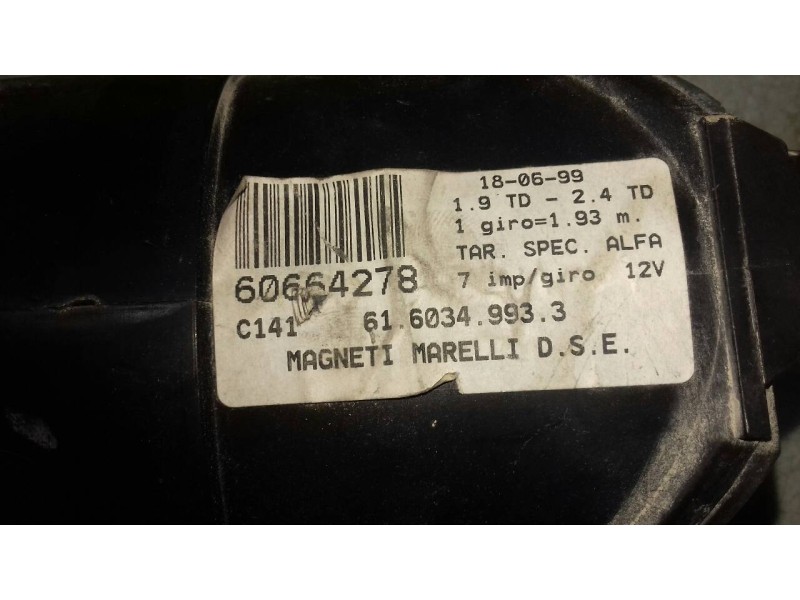 18-06-99
1.9 TD - 2.4 TD
1 giro=1.93 m.
TAR. SPEC. ALFA
60664278 7 imp/giro 12V
C141 61.6034.993.3
MAGNETI MARELLI D.S.E.